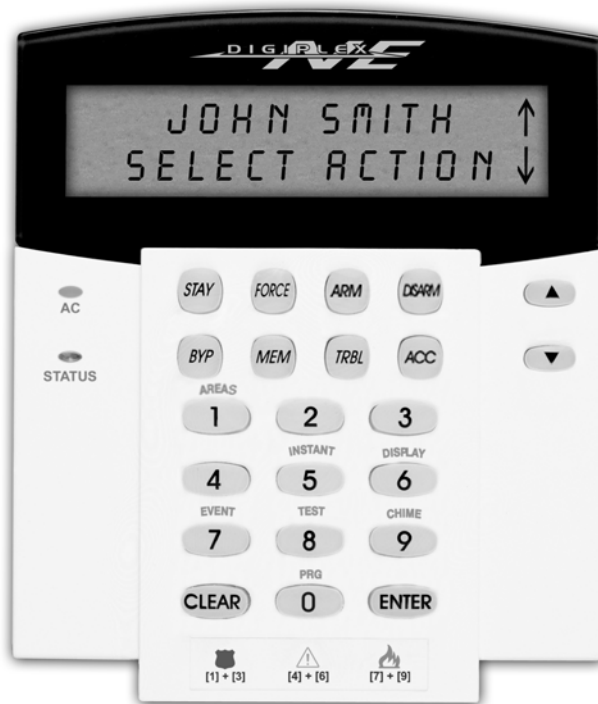 DIGIPLEX NE
JOHN SMITH ↑
SELECT ACTION ↓
STAY FORCE ARM DISARM
AC
BYP MEM TRBL ACC
STATUS
AREAS
1 2 3
INSTANT DISPLAY
4 5 6
EVENT TEST CHIME
7 8 9
PRG
CLEAR 0 ENTER
[1] + [3] [4] + [6] [7] + [9]